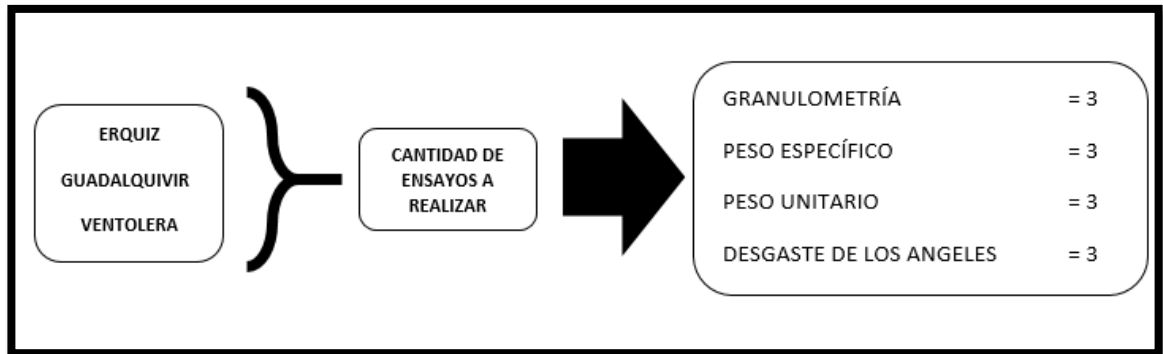 ERQUIZ
GUADALQUIVIR
VENTOLERA
CANTIDAD DE
ENSAYOS A
REALIZAR
GRANULOMETRÍA = 3
PESO ESPECÍFICO = 3
PESO UNITARIO = 3
DESGASTE DE LOS ANGELES = 3